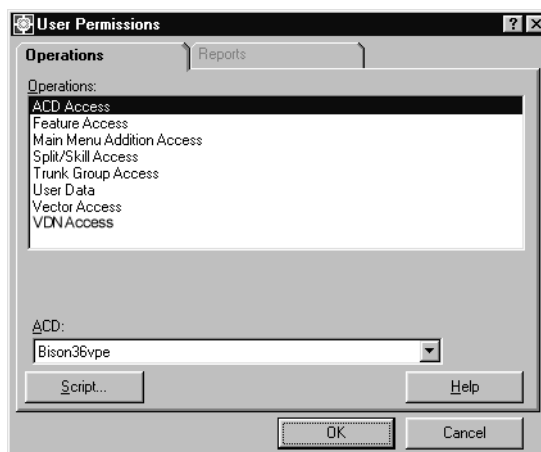 User Permissions
Operations Reports
Operations:
ACD Access
Feature Access
Main Menu Addition Access
Split/Skill Access
Trunk Group Access
User Data
Vector Access
VDN Access
ACD:
Bison36vpe
Script... Help
OK Cancel